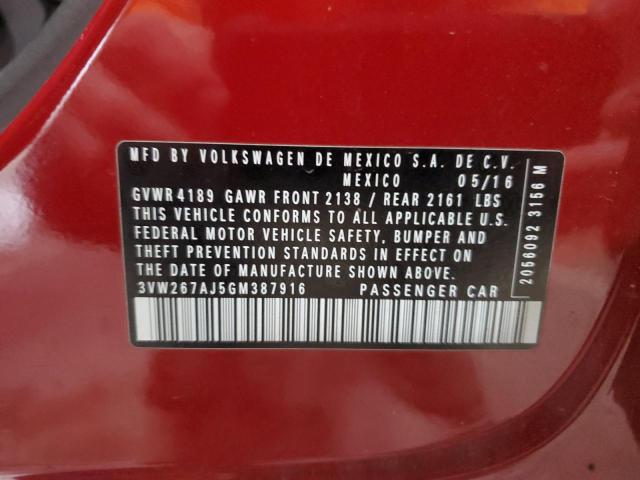 MFD BY VOLKSWAGEN DE MEXICO S.A. DE C.V.
MEXICO 05/16
GVWR 4189 GAWR FRONT 2138 / REAR 2161 LBS
THIS VEHICLE CONFORMS TO ALL APPLICABLE U.S.
FEDERAL MOTOR VEHICLE SAFETY, BUMPER AND
THEFT PREVENTION STANDARDS IN EFFECT ON
THE DATE OF MANUFACTURE SHOWN ABOVE.
3VW267AJ5GM387916 PASSENGER CAR
2056092 3156 M